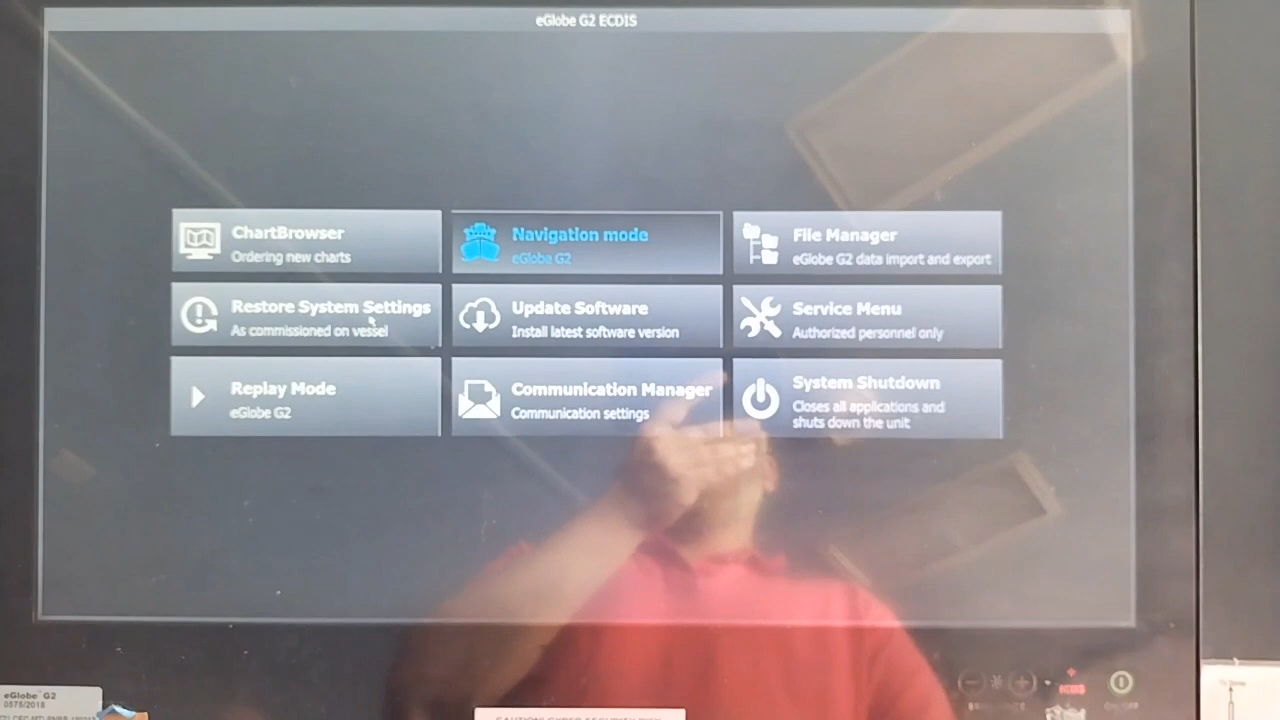 eGlobe G2 ECDIS
ChartBrowser
Ordering new charts
Navigation mode
eGlobe G2
File Manager
eGlobe G2 data import and export
Restore System Settings
As commissioned on vessel
Update Software
Install latest software version
Service Menu
Authorized personnel only
Replay Mode
eGlobe G2
Communication Manager
Communication settings
System Shutdown
Closes all applications and
shuts down the unit
eGlobe G2
0575/2018
ON/OFF